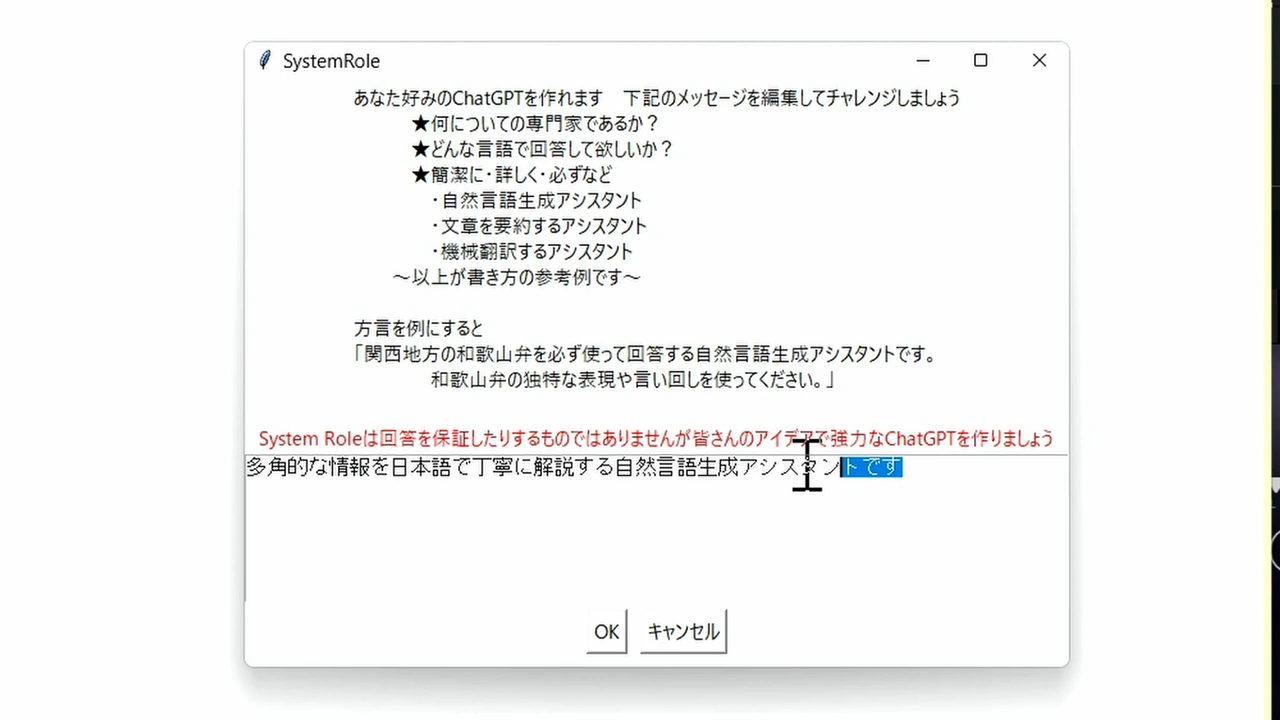 SystemRole
あなた好みのChatGPTを作れます　下記のメッセージを編集してチャレンジしましょう
★何についての専門家であるか？
★どんな言語で回答して欲しいか？
★簡潔に・詳しく・必ずなど
・自然言語生成アシスタント
・文章を要約するアシスタント
・機械翻訳するアシスタント
～以上が書き方の参考例です～
方言を例にすると
「関西地方の和歌山弁を必ず使って回答する自然言語生成アシスタントです。
和歌山弁の独特な表現や言い回しを使ってください。」
System Roleは回答を保証したりするものではありませんが皆さんのアイデアで強力なChatGPTを作りましょう
多角的な情報を日本語で丁寧に解説する自然言語生成アシスタントです
OK キャンセル